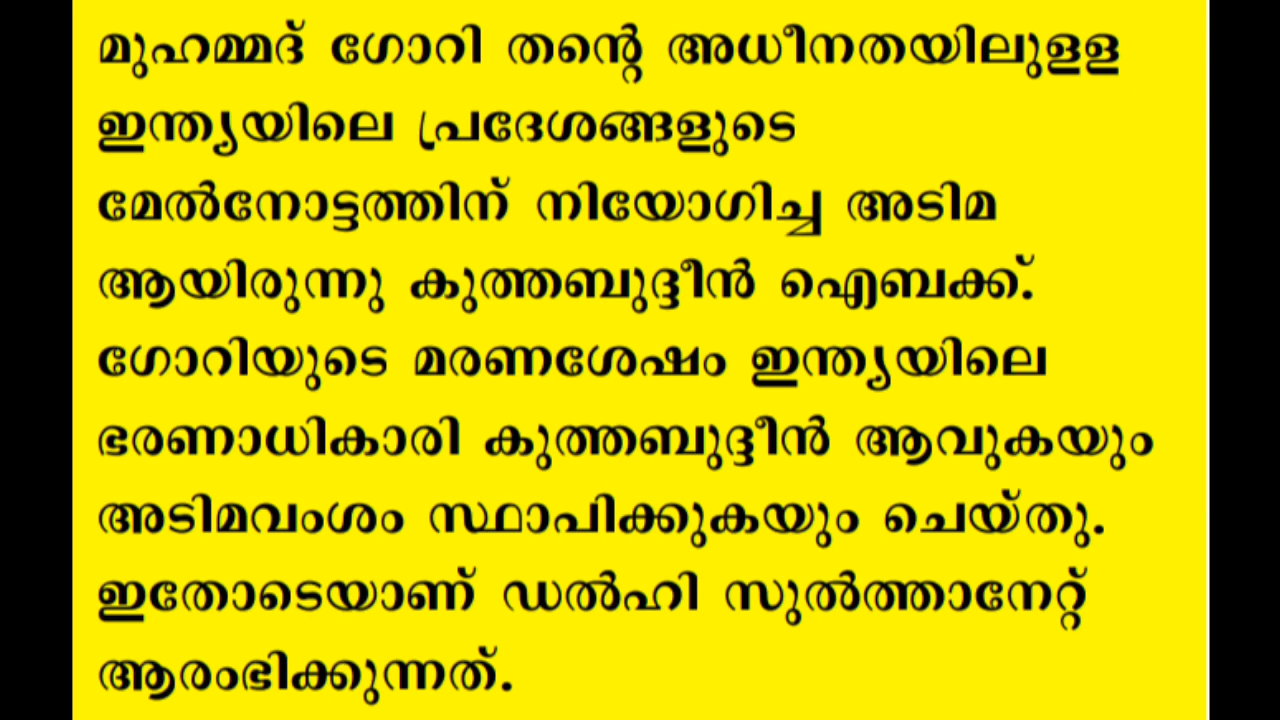 മുഹമ്മദ് ഗോറി തന്റെ അധീനതയിലുളള
ഇന്ത്യയിലെ പ്രദേശങ്ങളുടെ
മേൽനോട്ടത്തിന് നിയോഗിച്ച അടിമ
ആയിരുന്നു കുത്തബുദ്ദീൻ ഐബക്ക്.
ഗോറിയുടെ മരണശേഷം ഇന്ത്യയിലെ
ഭരണാധികാരി കുത്തബുദ്ദീൻ ആവുകയും
അടിമവംശം സ്ഥാപിക്കുകയും ചെയ്തു.
ഇതോടെയാണ് ഡൽഹി സുൽത്താനേറ്റ്
ആരംഭിക്കുന്നത്.